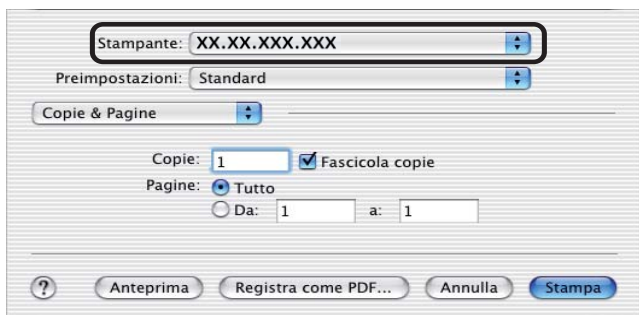 Stampante: XX.XX.XXX.XXX
Preimpostazioni: Standard
Copie & Pagine
Copie: 1 Fascicola copie
Pagine: Tutto
Da: 1 a: 1
? Anteprima Registra come PDF... Annulla Stampa